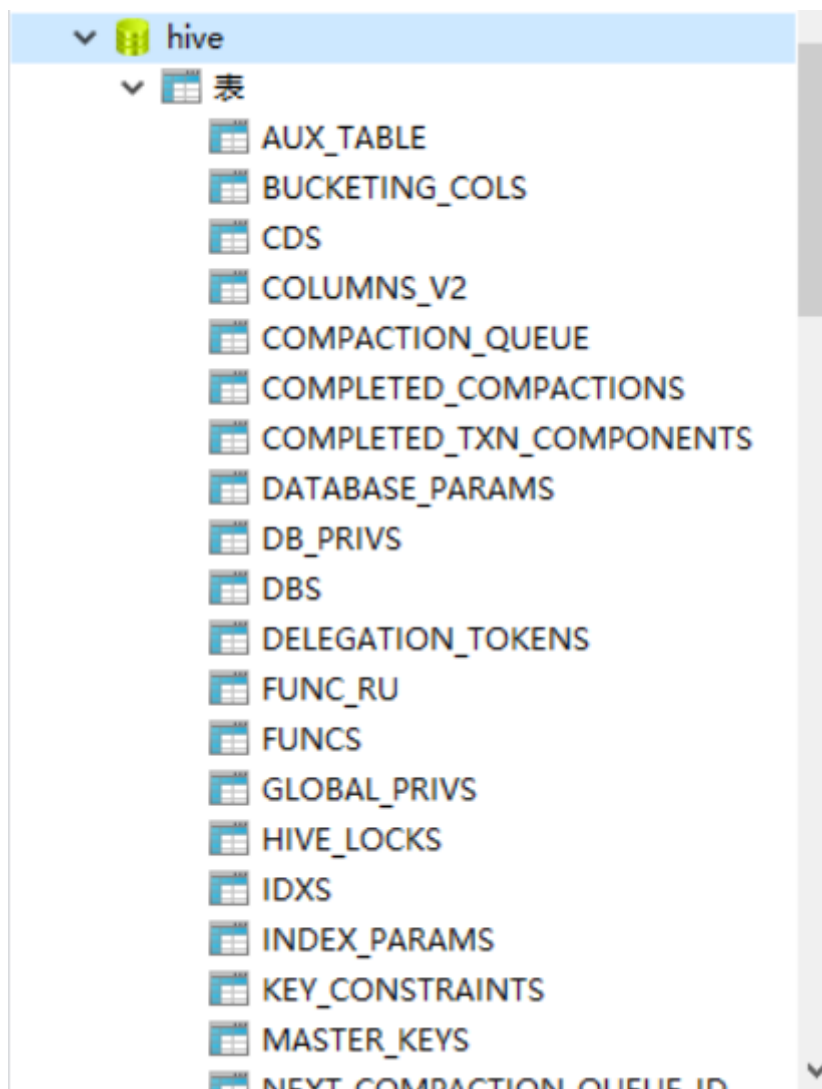 hive
表
AUX_TABLE
BUCKETING_COLS
CDS
COLUMNS_V2
COMPACTION_QUEUE
COMPLETED_COMPACTIONS
COMPLETED_TXN_COMPONENTS
DATABASE_PARAMS
DB_PRIVS
DBS
DELEGATION_TOKENS
FUNC_RU
FUNCS
GLOBAL_PRIVS
HIVE_LOCKS
IDXS
INDEX_PARAMS
KEY_CONSTRAINTS
MASTER_KEYS
NEXT_COMPACTION_QUEUE_ID